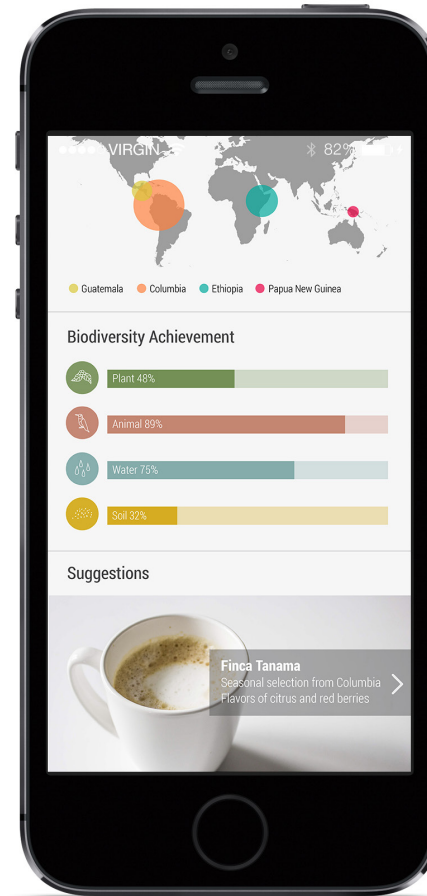 VIRGIN 82%
Guatemala Columbia Ethiopia Papua New Guinea
Biodiversity Achievement
Plant 48%
Animal 89%
Water 75%
Soil 32%
Suggestions
Finca Tanama
Seasonal selection from Columbia
Flavors of citrus and red berries